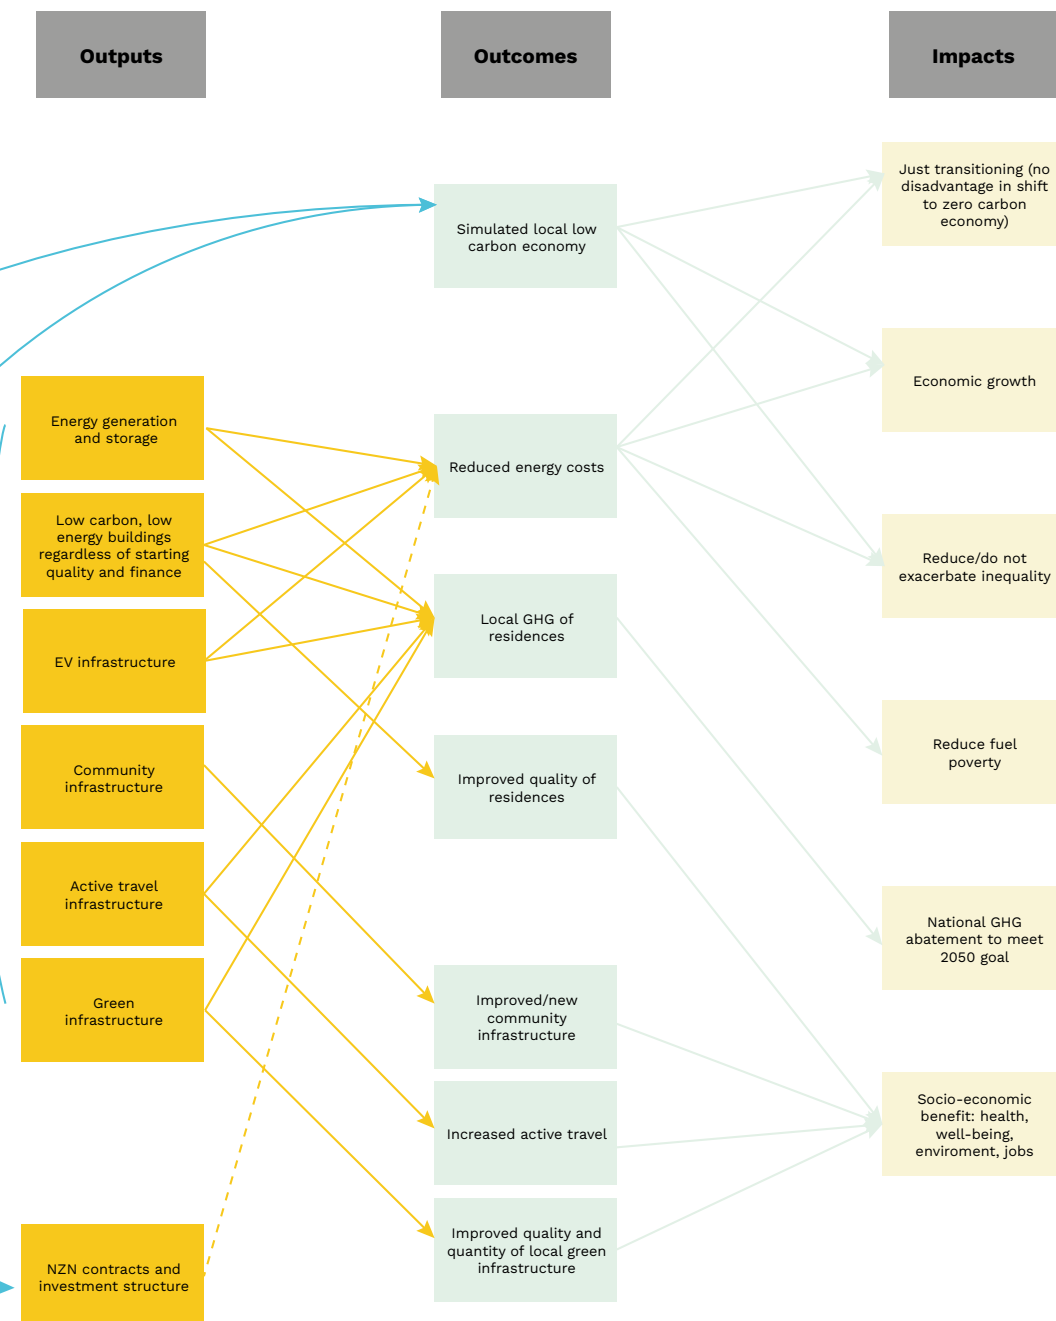 Outputs
Outcomes
Impacts
Energy generation
and storage
Low carbon, low
energy buildings
regardless of starting
quality and finance
EV infrastructure
Community
infrastructure
Active travel
infrastructure
Green
infrastructure
NZN contracts and
investment structure
Simulated local low
carbon economy
Reduced energy costs
Local GHG of
residences
Improved quality of
residences
Improved/new
community
infrastructure
Increased active travel
Improved quality and
quantity of local green
infrastructure
Just transitioning (no
disadvantage in shift
to zero carbon
economy)
Economic growth
Reduce/do not
exacerbate inequality
Reduce fuel
poverty
National GHG
abatement to meet
2050 goal
Socio-economic
benefit: health,
well-being,
enviroment, jobs